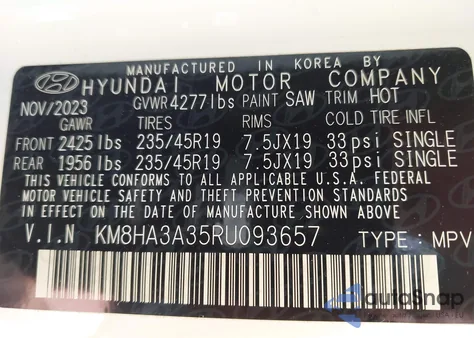 MANUFACTURED IN KOREA BY
HYUNDAI MOTOR COMPANY
NOV/2023 GVWR 4277 lbs PAINT SAW TRIM HOT
GAWR TIRES RIMS COLD TIRE INFL
FRONT 2425 lbs 235/45R19 7.5JX19 33 psi SINGLE
REAR 1956 lbs 235/45R19 7.5JX19 33 psi SINGLE
THIS VEHICLE CONFORMS TO ALL APPLICABLE U.S.A. FEDERAL
MOTOR VEHICLE SAFETY, BUMPER, AND THEFT PREVENTION STANDARDS
IN EFFECT ON THE DATE OF MANUFACTURE SHOWN ABOVE.
V.I.N KM8HA3A35RU093657 TYPE : MPV
autoSnap